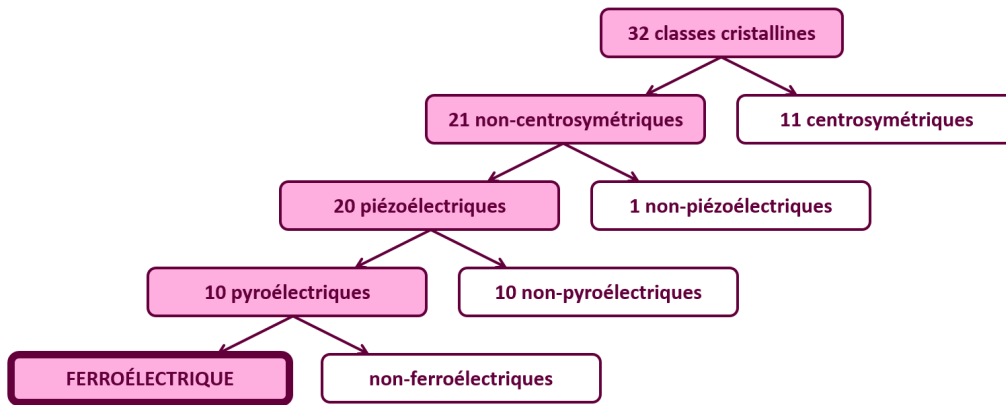 32 classes cristallines
21 non-centrosymétriques
11 centrosymétriques
20 piézoélectriques
1 non-piézoélectriques
10 pyroélectriques
10 non-pyroélectriques
FERROÉLECTRIQUE
non-ferroélectriques